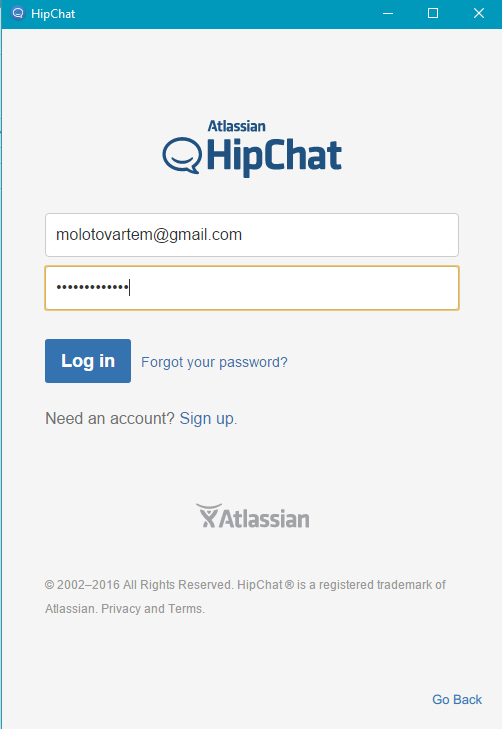 HipChat
Atlassian
HipChat
molotovartem@gmail.com
•••••••••••••
Log in Forgot your password?
Need an account? Sign up.
Atlassian
© 2002–2016 All Rights Reserved. HipChat ® is a registered trademark of
Atlassian. Privacy and Terms.
Go Back